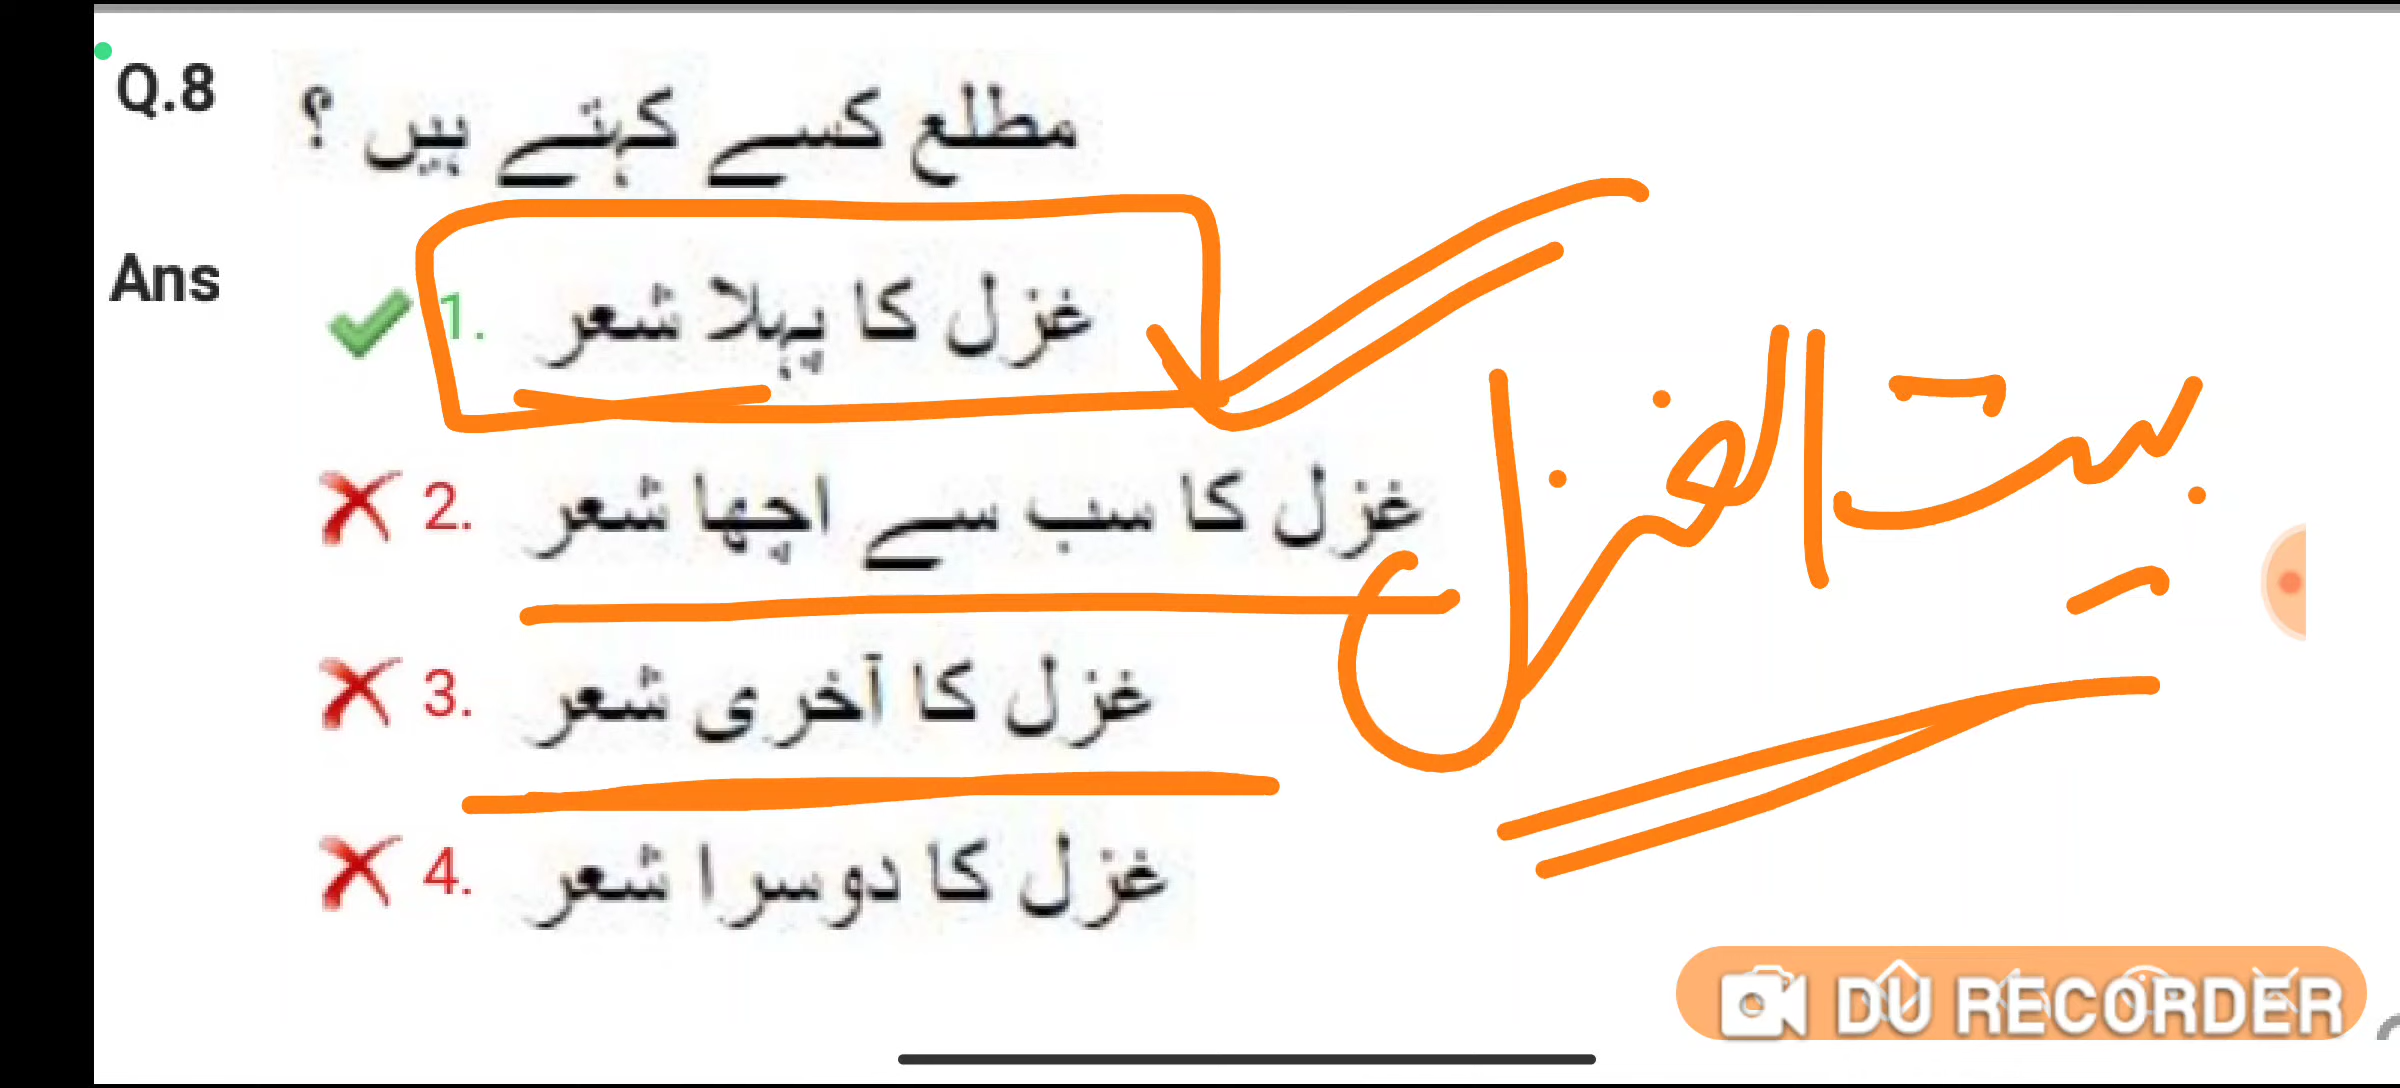 Q.8 مطلع کسے کہتے ہیں ؟
Ans
1. غزل کا پہلا شعر
2. غزل کا سب سے اچھا شعر
بیت الغزل
3. غزل کا آخری شعر
4. غزل کا دوسرا شعر
DU RECORDER